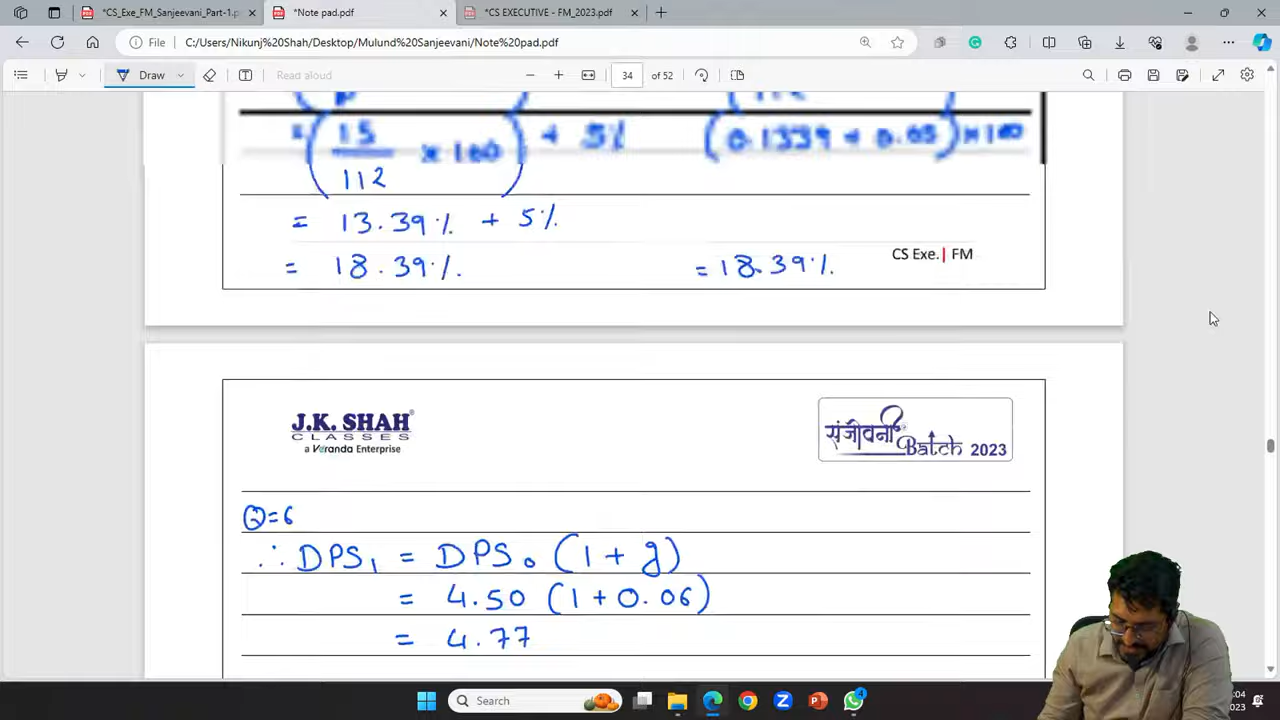 *CS_Exe_FM_Sanjeevani_Part-1.p
*Note pad.pdf
*CS EXECUTIVE - FM_2023.pdf
File
C:/Users/Nikunj%20Shah/Desktop/Mulund%20Sanjeevani/Note%20pad.pdf
Draw
Read aloud
34 of 52
= (15/112 x 100) + 5%
(0.1339 + 0.05) x 100
= 13.39% + 5%
= 18.39%.
= 18.39%.
CS Exe.| FM
J.K. SHAH®
CLASSES
a Veranda Enterprise
संजीवनी
Batch 2023
Q=6
∴ DPS₁ = DPS₀ (1 + g)
= 4.50 (1 + 0.06)
= 4.77
Search
4